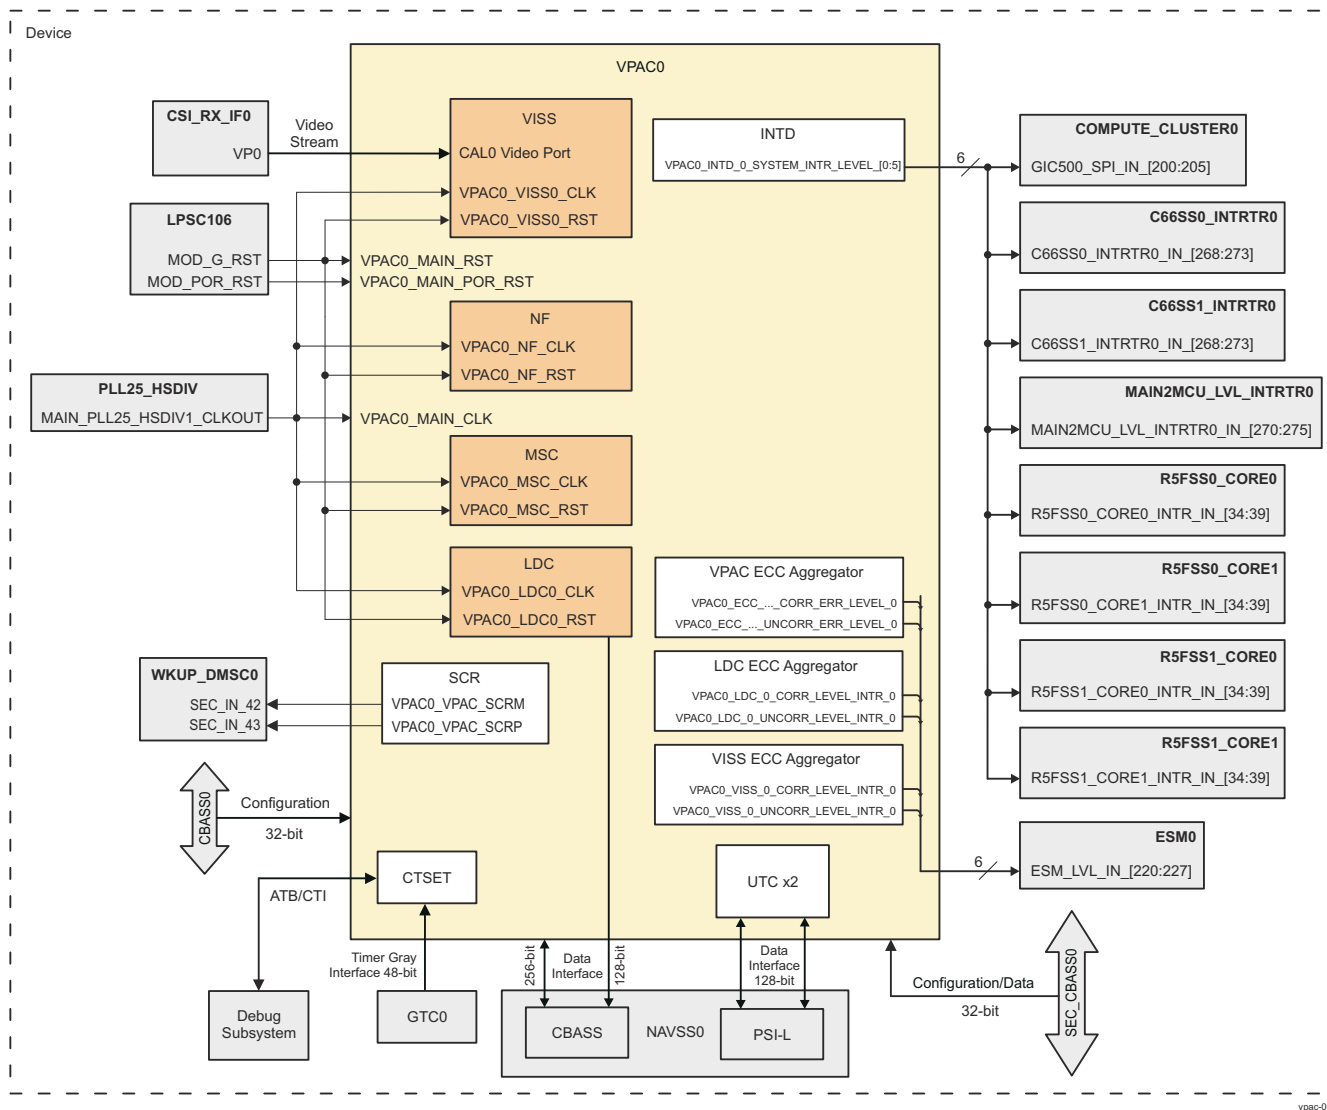 Device
VPAC0
CSI_RX_IF0
VP0
Video
Stream
VISS
CAL0 Video Port
VPAC0_VISS0_CLK
VPAC0_VISS0_RST
INTD
VPAC0_INTD_0_SYSTEM_INTR_LEVEL_[0:5]
6
COMPUTE_CLUSTER0
GIC500_SPI_IN_[200:205]
LPSC106
MOD_G_RST
MOD_POR_RST
VPAC0_MAIN_RST
VPAC0_MAIN_POR_RST
C66SS0_INTRTR0
C66SS0_INTRTR0_IN_[268:273]
NF
VPAC0_NF_CLK
VPAC0_NF_RST
C66SS1_INTRTR0
C66SS1_INTRTR0_IN_[268:273]
PLL25_HSDIV
MAIN_PLL25_HSDIV1_CLKOUT
VPAC0_MAIN_CLK
MAIN2MCU_LVL_INTRTR0
MAIN2MCU_LVL_INTRTR0_IN_[270:275]
MSC
VPAC0_MSC_CLK
VPAC0_MSC_RST
R5FSS0_CORE0
R5FSS0_CORE0_INTR_IN_[34:39]
LDC
VPAC0_LDC0_CLK
VPAC0_LDC0_RST
VPAC ECC Aggregator
VPAC0_ECC_..._CORR_ERR_LEVEL_0
VPAC0_ECC_..._UNCORR_ERR_LEVEL_0
R5FSS0_CORE1
R5FSS0_CORE1_INTR_IN_[34:39]
WKUP_DMSC0
SEC_IN_42
SEC_IN_43
SCR
VPAC0_VPAC_SCRM
VPAC0_VPAC_SCRP
LDC ECC Aggregator
VPAC0_LDC_0_CORR_LEVEL_INTR_0
VPAC0_LDC_0_UNCORR_LEVEL_INTR_0
R5FSS1_CORE0
R5FSS1_CORE0_INTR_IN_[34:39]
VISS ECC Aggregator
VPAC0_VISS_0_CORR_LEVEL_INTR_0
VPAC0_VISS_0_UNCORR_LEVEL_INTR_0
R5FSS1_CORE1
R5FSS1_CORE1_INTR_IN_[34:39]
CBASS0
Configuration
32-bit
6
ESM0
ESM_LVL_IN_[220:227]
CTSET
ATB/CTI
UTC x2
Timer Gray
Interface 48-bit
256-bit
Data
Interface
128-bit
Data
Interface
128-bit
Configuration/Data
32-bit
SEC_CBASS0
Debug
Subsystem
GTC0
CBASS
NAVSS0
PSI-L
vpac-0